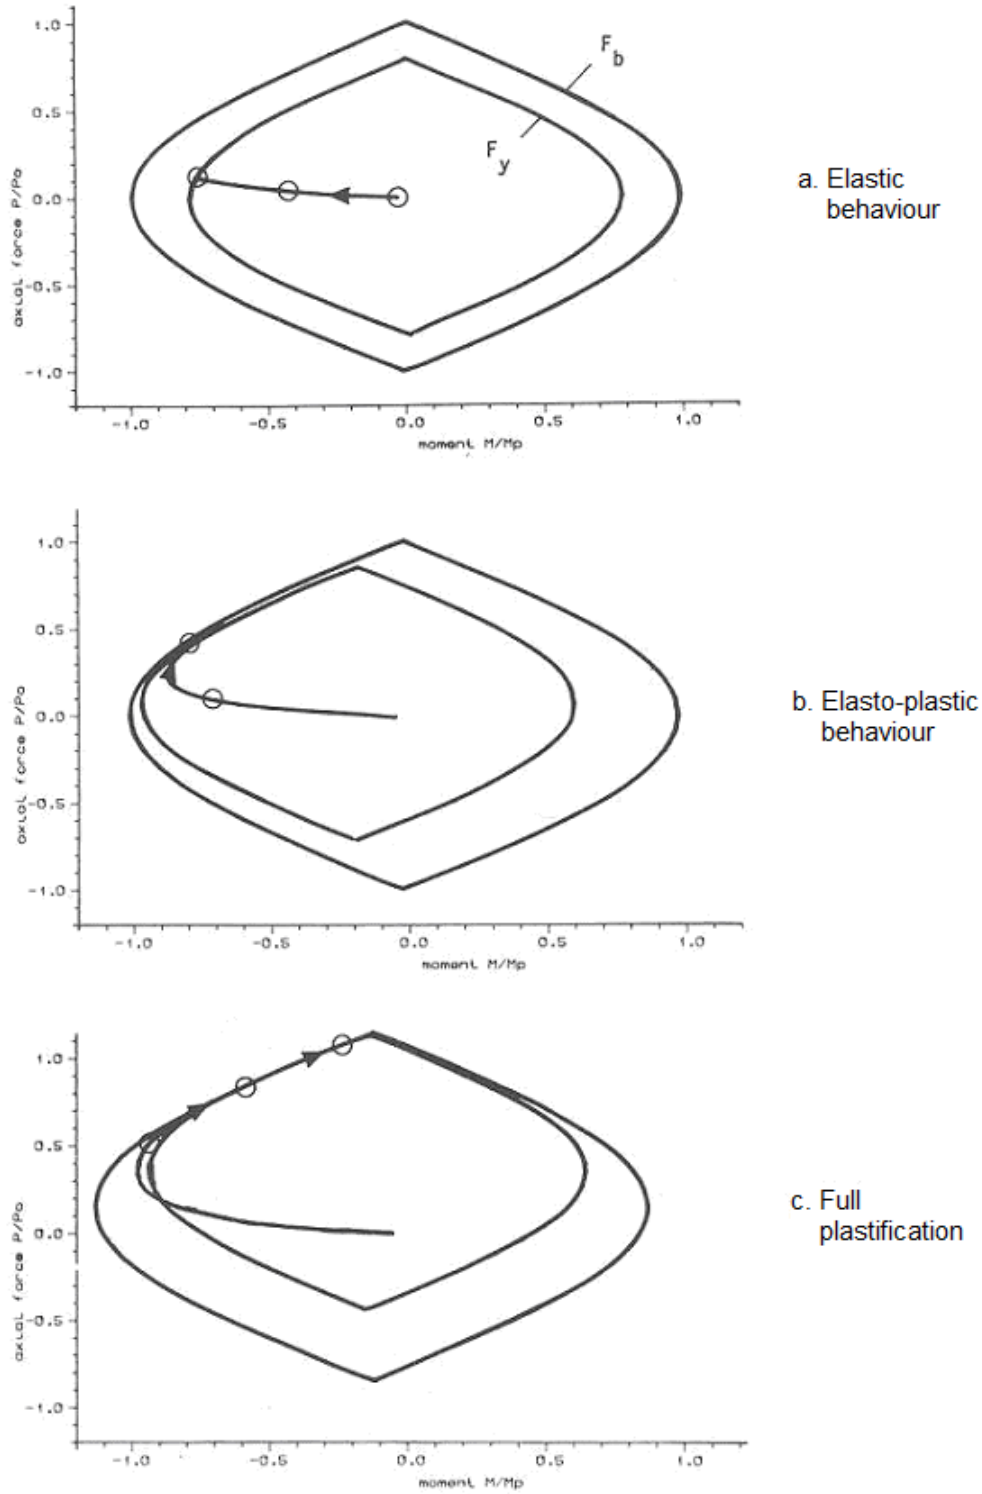 1.0
0.5
0.0
-0.5
-1.0
axial force P/Po
F_b
F_y
-1.0 -0.5 0.0 0.5 1.0
moment M/Mp
a. Elastic
behaviour
1.0
0.5
0.0
-0.5
-1.0
axial force P/Po
-1.0 -0.5 0.0 0.5 1.0
moment M/Mp
b. Elasto-plastic
behaviour
1.0
0.5
0.0
-0.5
-1.0
axial force P/Po
-1.0 -0.5 0.0 0.5 1.0
moment M/Mp
c. Full
plastification